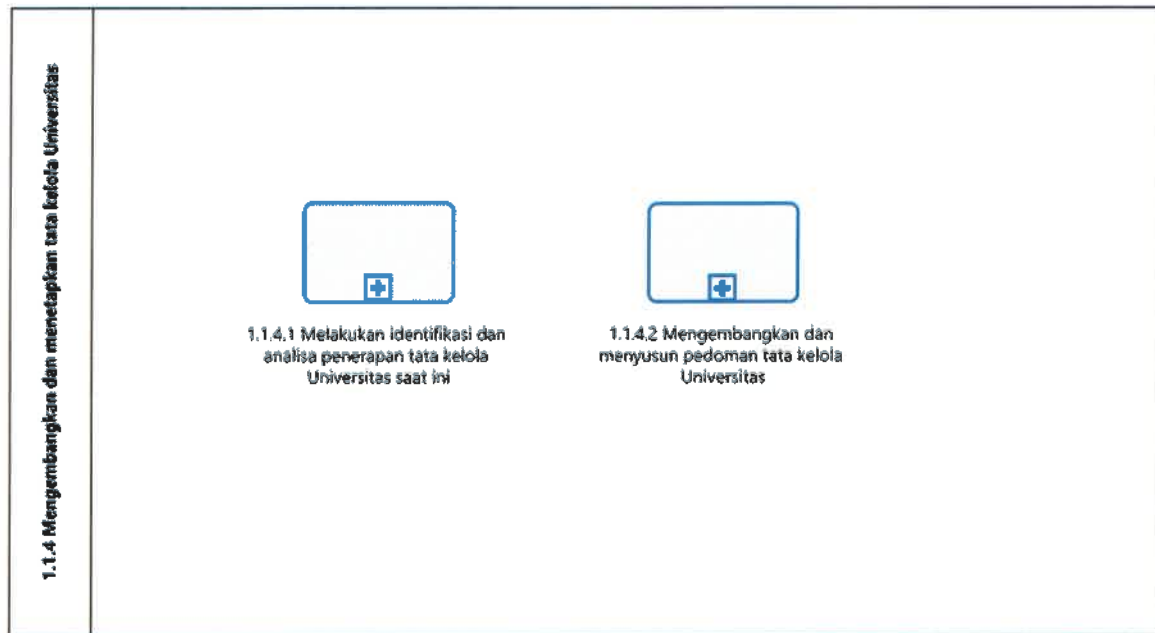 1.1.4 Mengembangkan dan menetapkan tata kelola Universitas
1.1.4.1 Melakukan identifikasi dan
analisa penerapan tata kelola
Universitas saat ini
1.1.4.2 Mengembangkan dan
menyusun pedoman tata kelola
Universitas